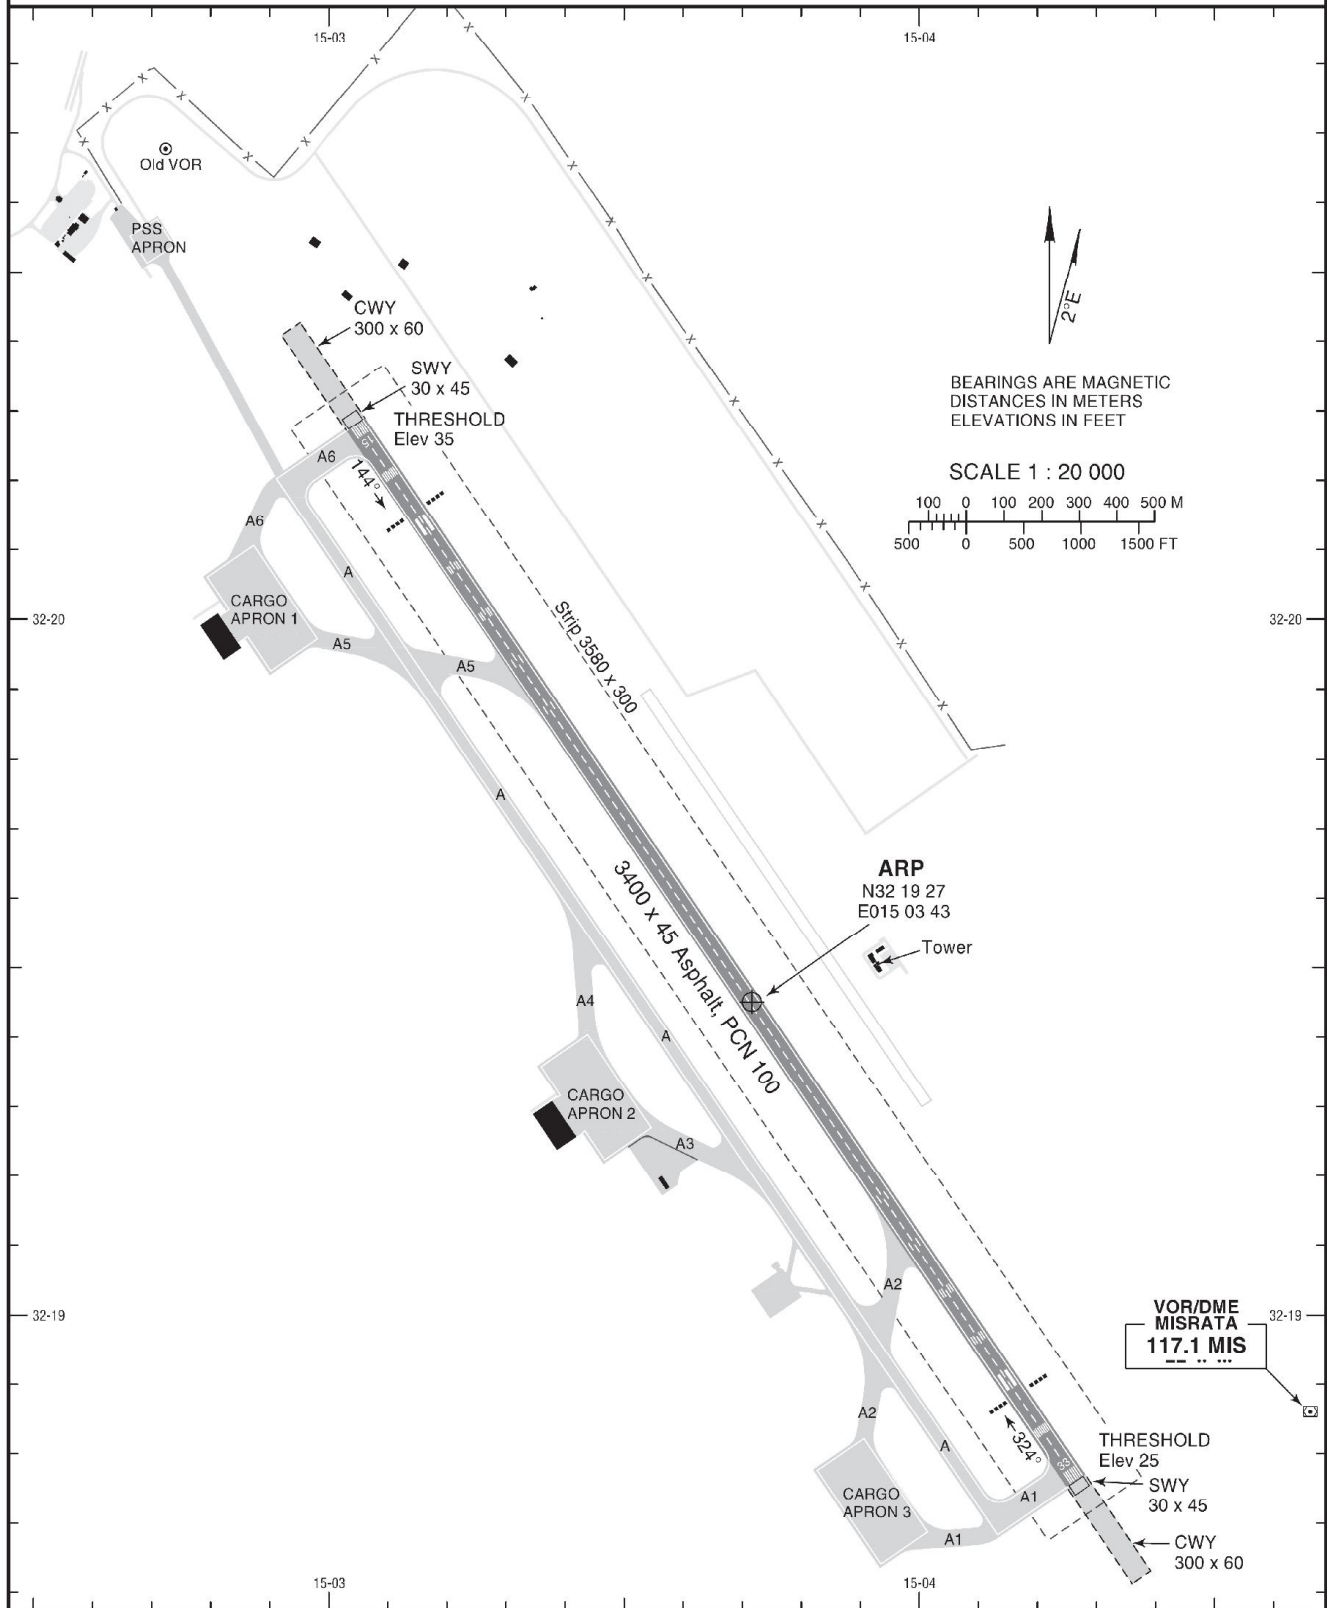 15-03
15-04
Old VOR
PSS
APRON
CWY
300 x 60
SWY
30 x 45
THRESHOLD
Elev 35
2°E
BEARINGS ARE MAGNETIC
DISTANCES IN METERS
ELEVATIONS IN FEET
SCALE 1 : 20 000
100 0 100 200 300 400 500 M
500 0 500 1000 1500 FT
15
A6
144°
A6
A
CARGO
APRON 1
32-20
32-20
A5
A5
Strip 3580 x 300
A
3400 x 45 Asphalt, PCN 100
ARP
N32 19 27
E015 03 43
Tower
A4
A
CARGO
APRON 2
A3
A2
32-19
VOR/DME
MISRATA
117.1 MIS
32-19
A2
324°
A
33
THRESHOLD
Elev 25
SWY
30 x 45
A1
CARGO
APRON 3
A1
CWY
300 x 60
15-03
15-04